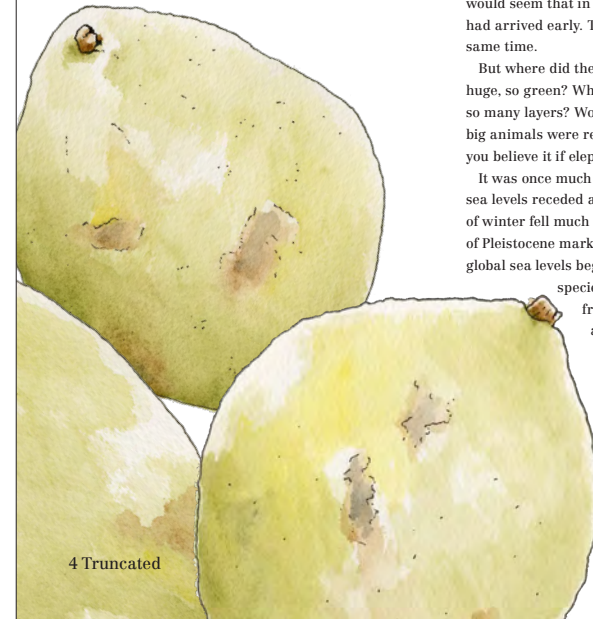 would seem that in
had arrived early. T
same time.
But where did the
huge, so green? Wh
so many layers? Wo
big animals were re
you believe it if elep
It was once much
sea levels receded a
of winter fell much
of Pleistocene mark
global sea levels beg
specie
fr
a
4 Truncated